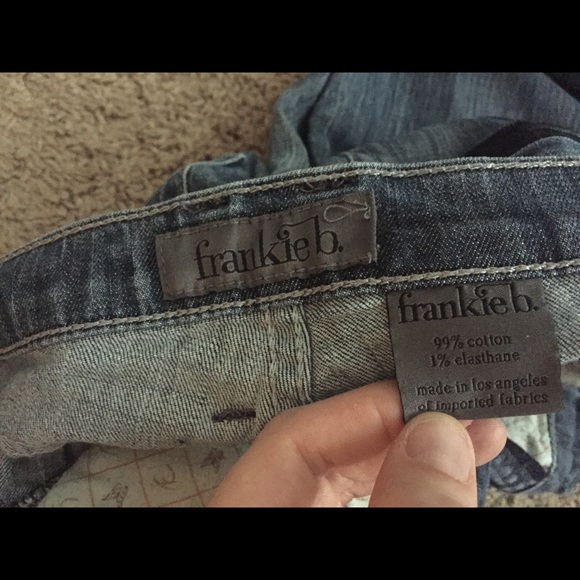 frankie b.
frankie b.
99% cotton
1% elasthane
made in los angeles
of imported fabrics